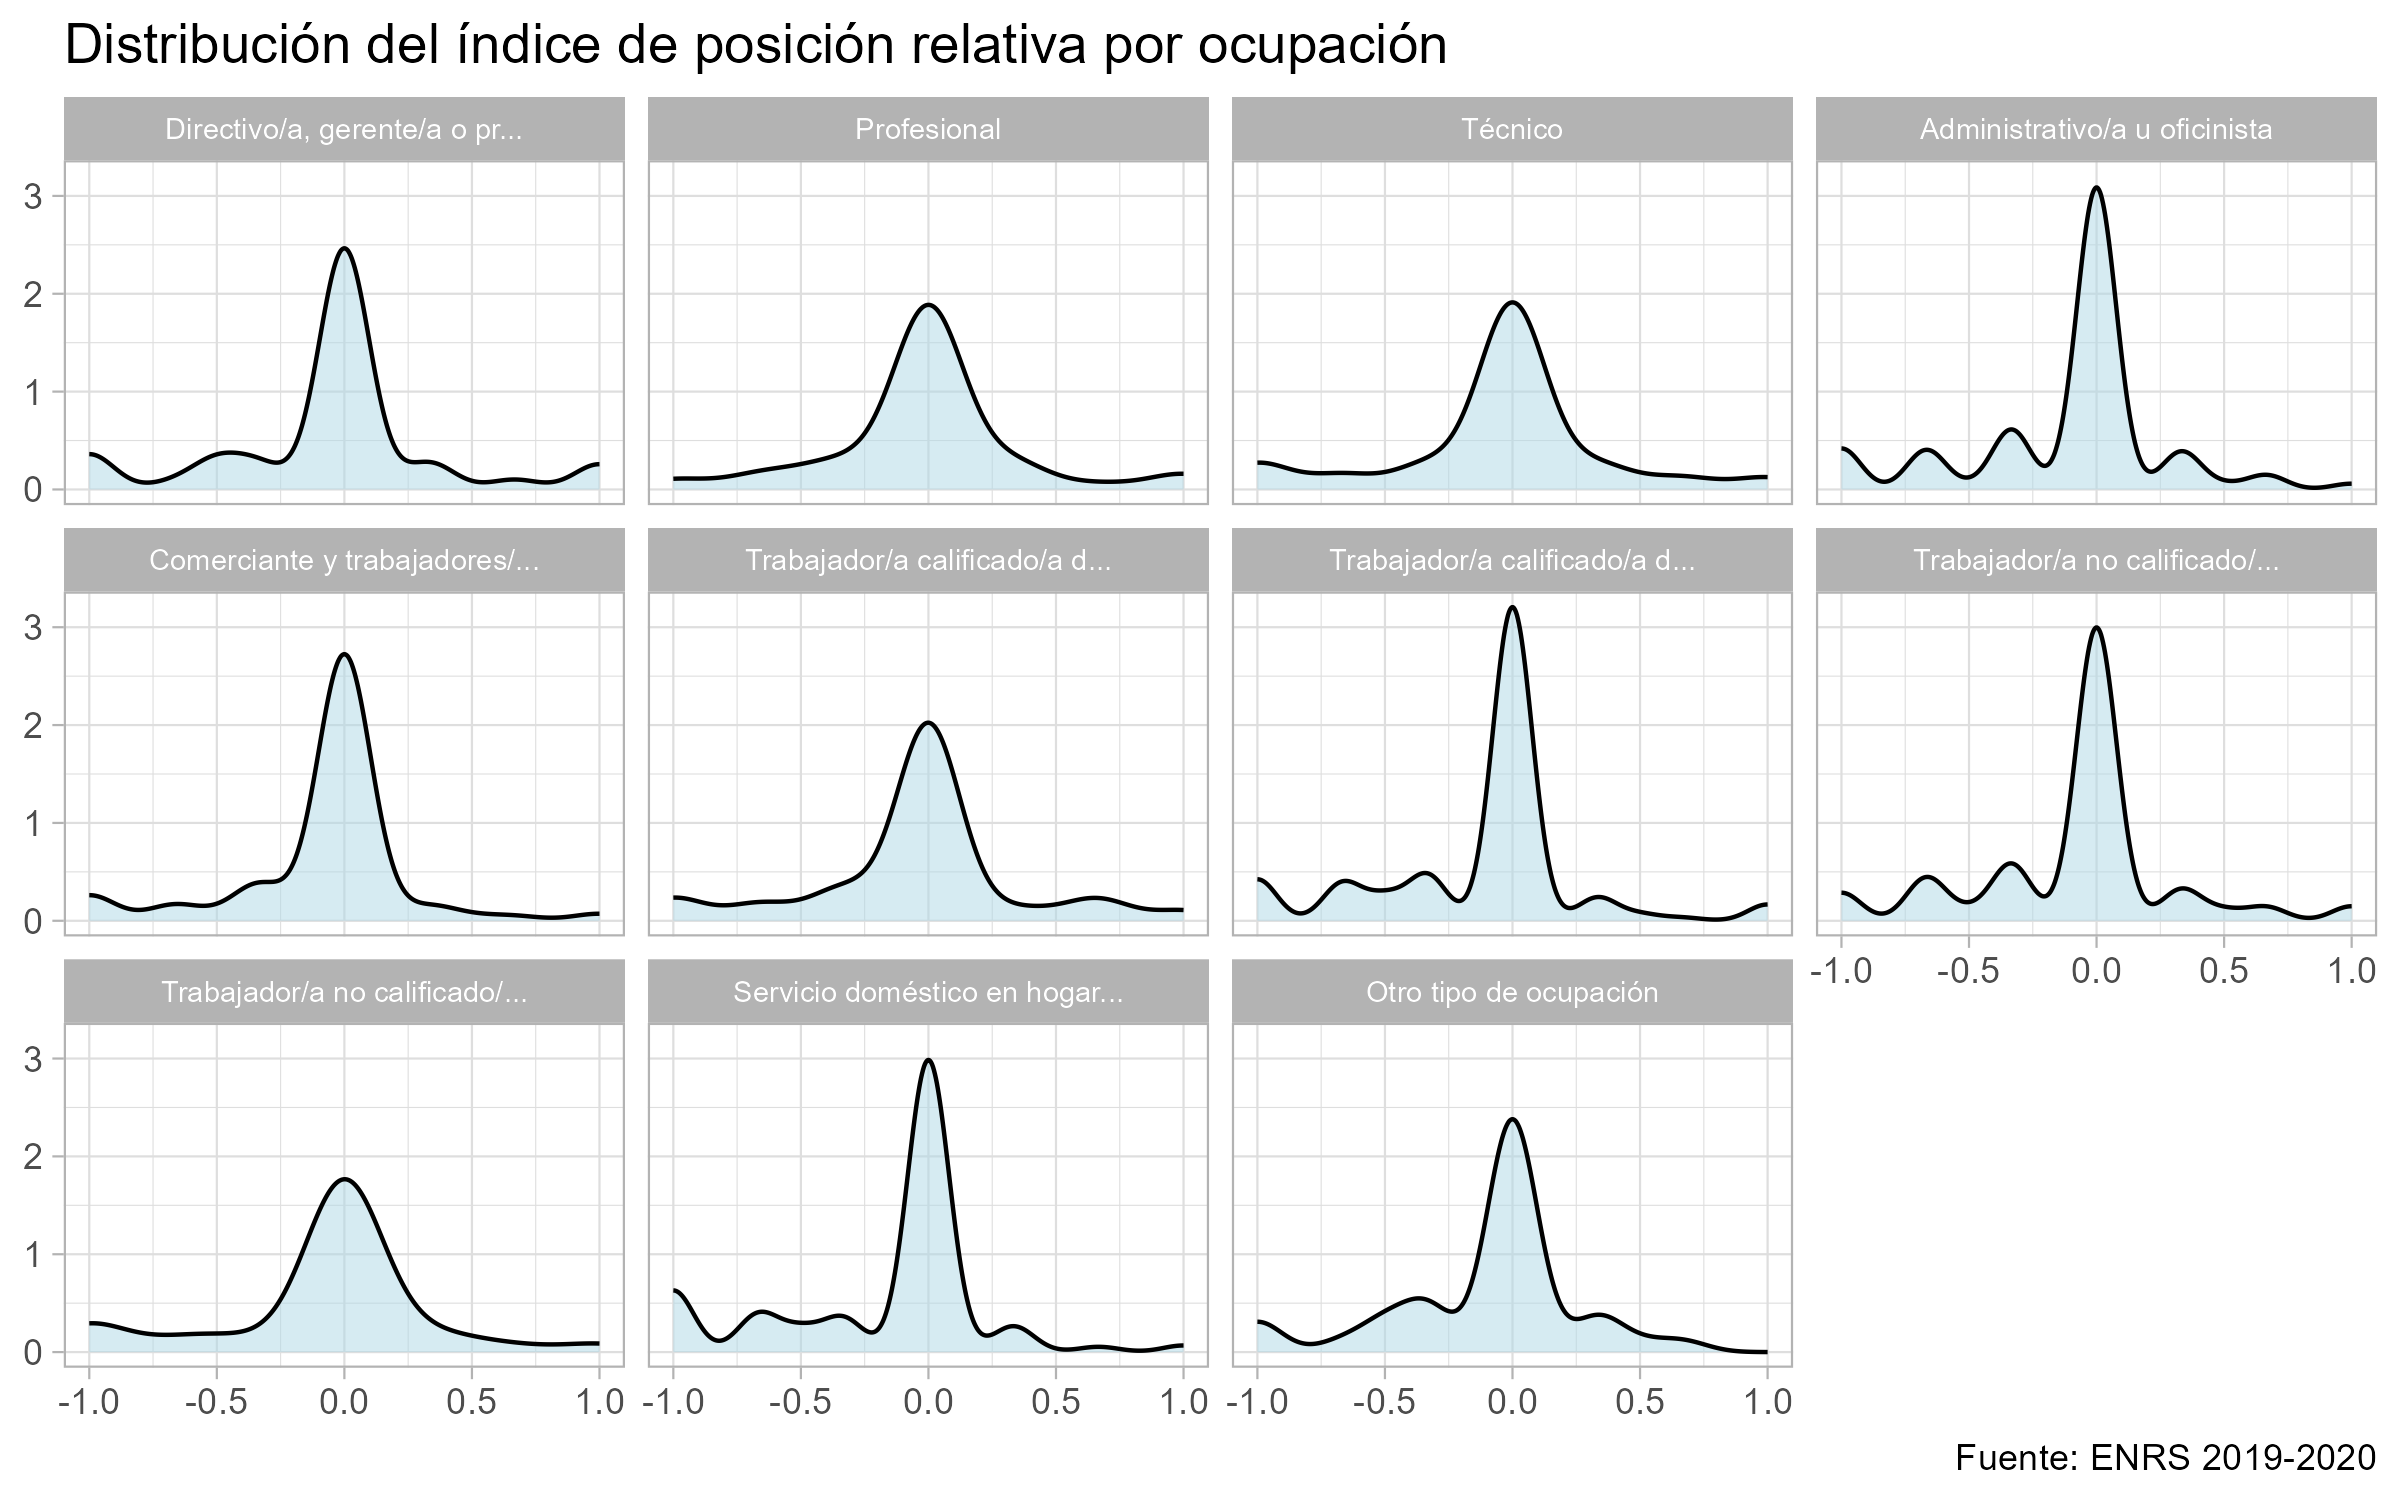 Distribución del índice de posición relativa por ocupación
Directivo/a, gerente/a o pr...
Profesional
Técnico
Administrativo/a u oficinista
3
2
1
0
Comerciante y trabajadores/...
Trabajador/a calificado/a d...
Trabajador/a calificado/a d...
Trabajador/a no calificado/...
3
2
1
0
-1.0 -0.5 0.0 0.5 1.0
Trabajador/a no calificado/...
Servicio doméstico en hogar...
Otro tipo de ocupación
3
2
1
0
-1.0 -0.5 0.0 0.5 1.0
-1.0 -0.5 0.0 0.5 1.0
-1.0 -0.5 0.0 0.5 1.0
Fuente: ENRS 2019-2020